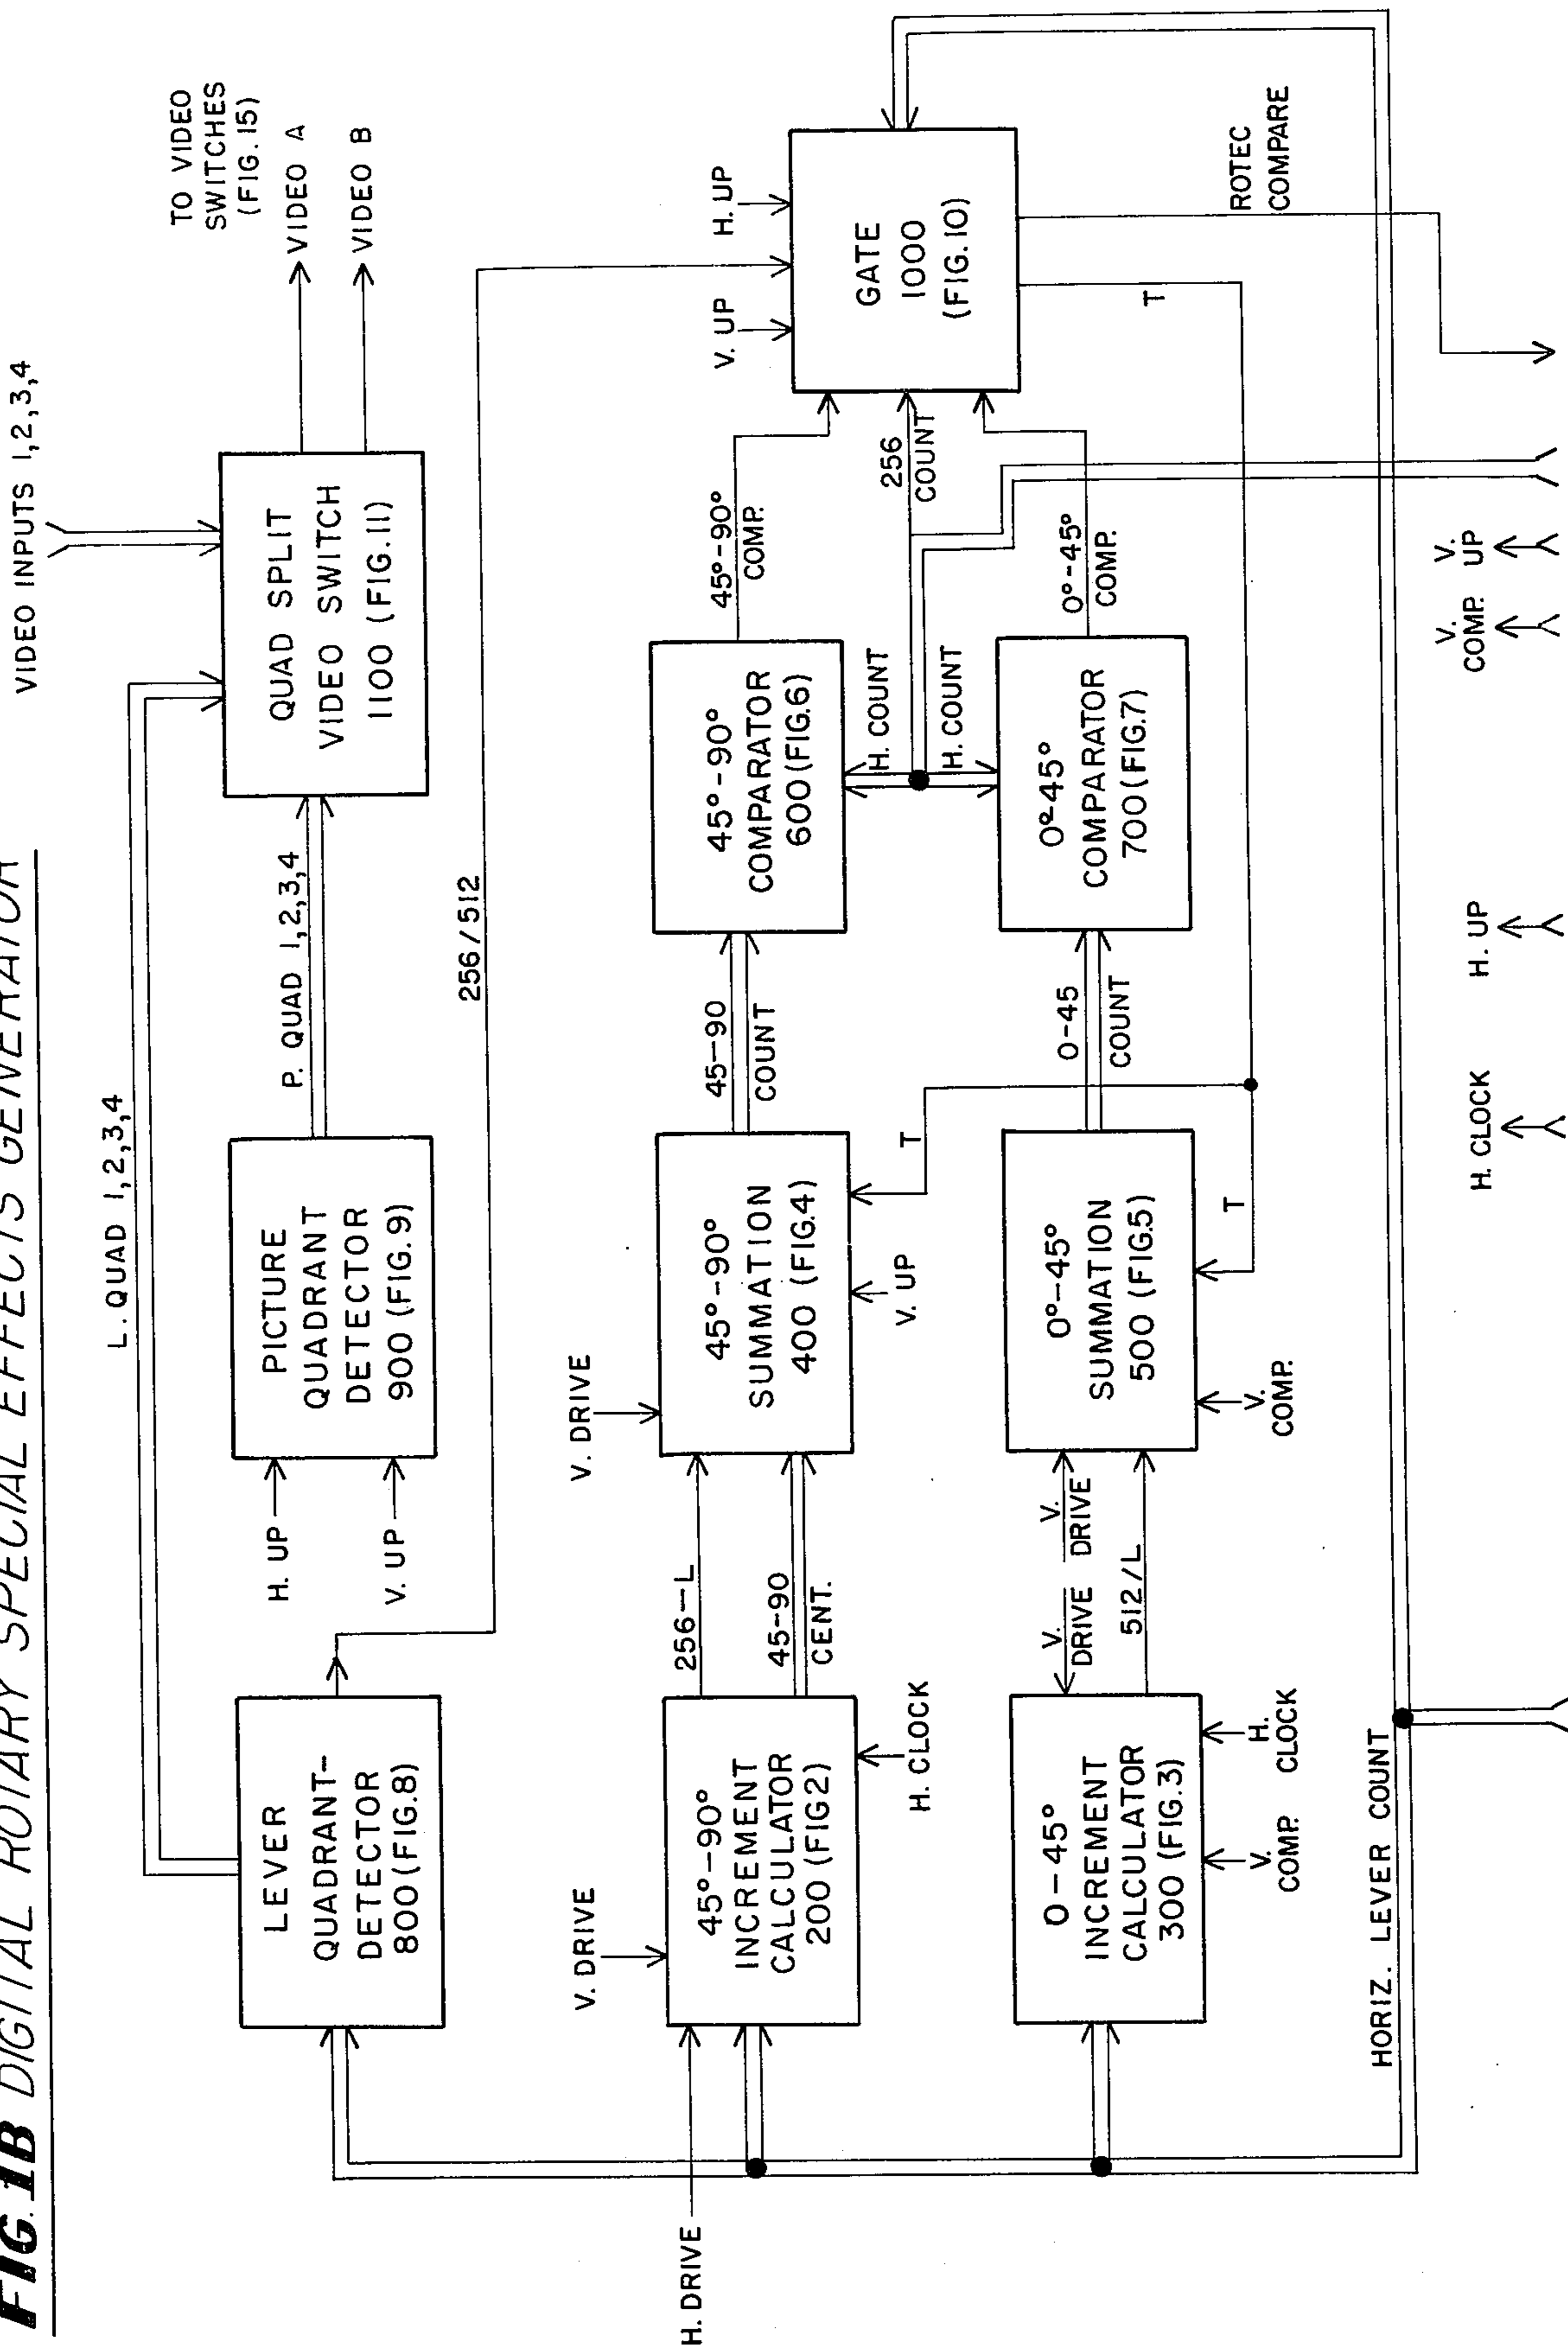 FIG. 1B DIGITAL ROTARY SPECIAL EFFECTS GENERATOR
VIDEO INPUTS 1,2,3,4
L. QUAD 1,2,3,4
TO VIDEO
SWITCHES
(FIG. 15)
LEVER
QUADRANT-
DETECTOR
800 (FIG. 8)
H. UP
V. UP
PICTURE
QUADRANT
DETECTOR
900 (FIG. 9)
P. QUAD 1,2,3,4
QUAD SPLIT
VIDEO SWITCH
1100 (FIG. 11)
VIDEO A
VIDEO B
256/512
H. DRIVE
V. DRIVE
45°-90°
INCREMENT
CALCULATOR
200 (FIG2)
H. CLOCK
256-L
45-90
CENT.
V. DRIVE
45°-90°
SUMMATION
400 (FIG.4)
V. UP
T
45-90
COUNT
45°-90°
COMPARATOR
600 (FIG.6)
45°-90°
COMP.
H. COUNT
H. COUNT
256
COUNT
V. UP
H. UP
GATE
1000
(FIG. 10)
T
ROTEC
COMPARE
0-45°
INCREMENT
CALCULATOR
300 (FIG. 3)
V.
COMP.
H.
CLOCK
V.
DRIVE
V.
DRIVE
512/L
0°-45°
SUMMATION
500 (FIG.5)
V.
COMP.
T
0-45
COUNT
0°-45°
COMPARATOR
700 (FIG.7)
0°-45°
COMP.
HORIZ. LEVER COUNT
H. CLOCK
H. UP
V.
COMP.
V.
UP